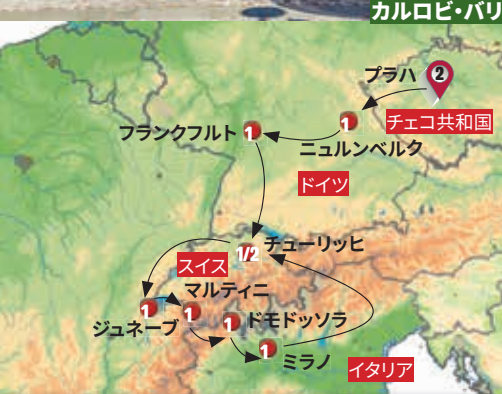 カルロビ・バリ
プラハ
2
チェコ共和国
1
ニュルンベルク
フランクフルト
1
ドイツ
チューリッヒ
1/2
スイス
マルティニ
1
1
ジュネーブ
1
ドモドッソラ
1
ミラノ
イタリア